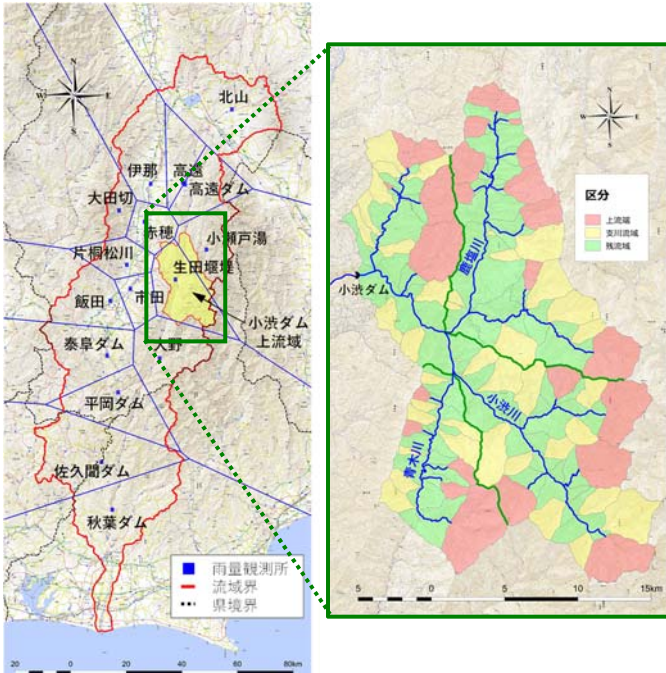 N
W
E
S
北山
伊那
高遠
高遠ダム
大田切
赤穂
小瀬戸湯
片桐松川
生田堰堤
飯田
市田
小渋ダム
上流域
泰阜ダム
大野
平岡ダム
佐久間ダム
秋葉ダム
雨量観測所
流域界
県境界
20
0
20
40
60
80km
N
W
E
S
区分
上流端
支川流域
残流域
鹿塩川
小渋ダム
小渋川
青木川
5
0
5
10
15km